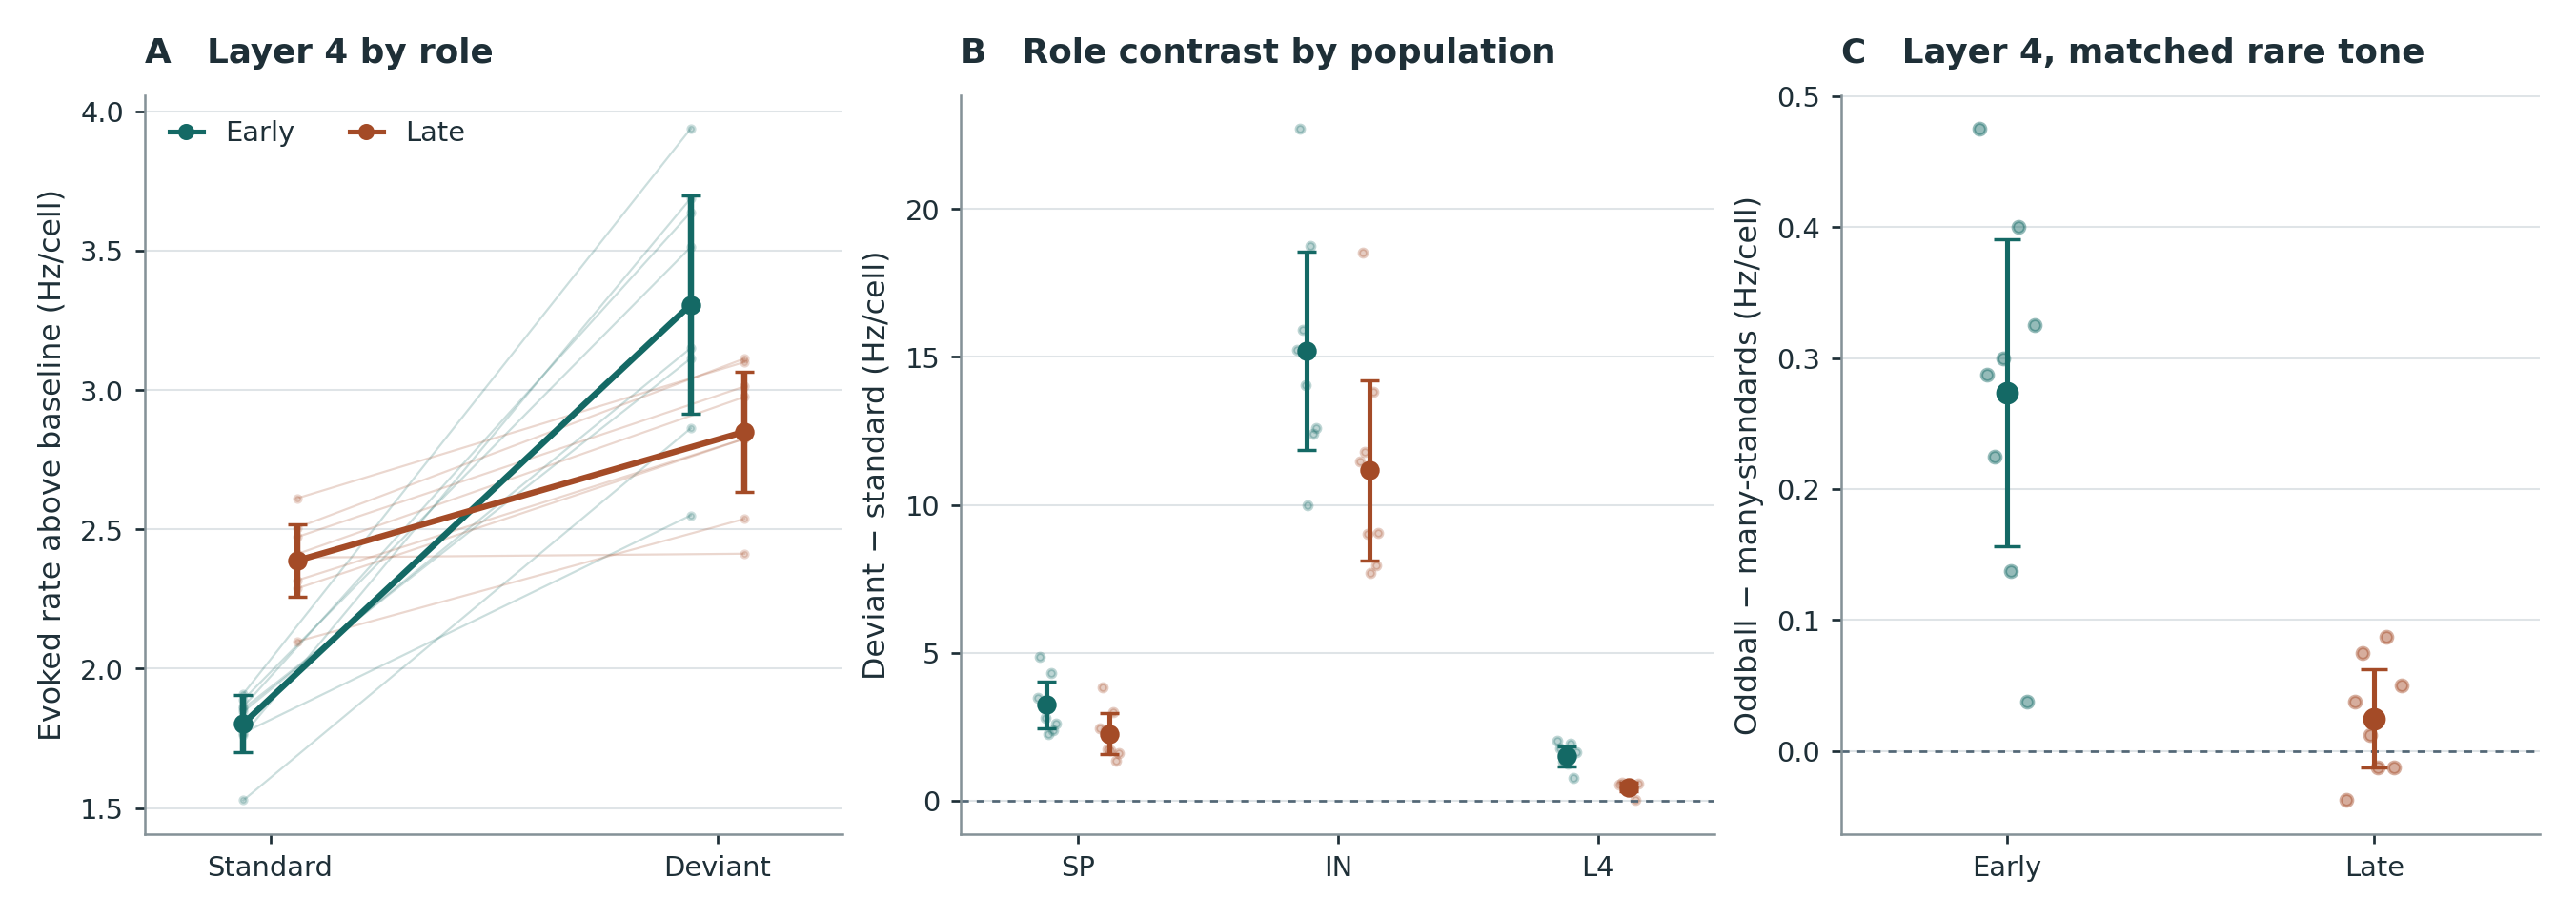 A Layer 4 by role
Evoked rate above baseline (Hz/cell)
4.0
3.5
3.0
2.5
2.0
1.5
Early
Late
Standard
Deviant
B Role contrast by population
Deviant − standard (Hz/cell)
20
15
10
5
0
SP
IN
L4
C Layer 4, matched rare tone
Oddball − many-standards (Hz/cell)
0.5
0.4
0.3
0.2
0.1
0.0
Early
Late